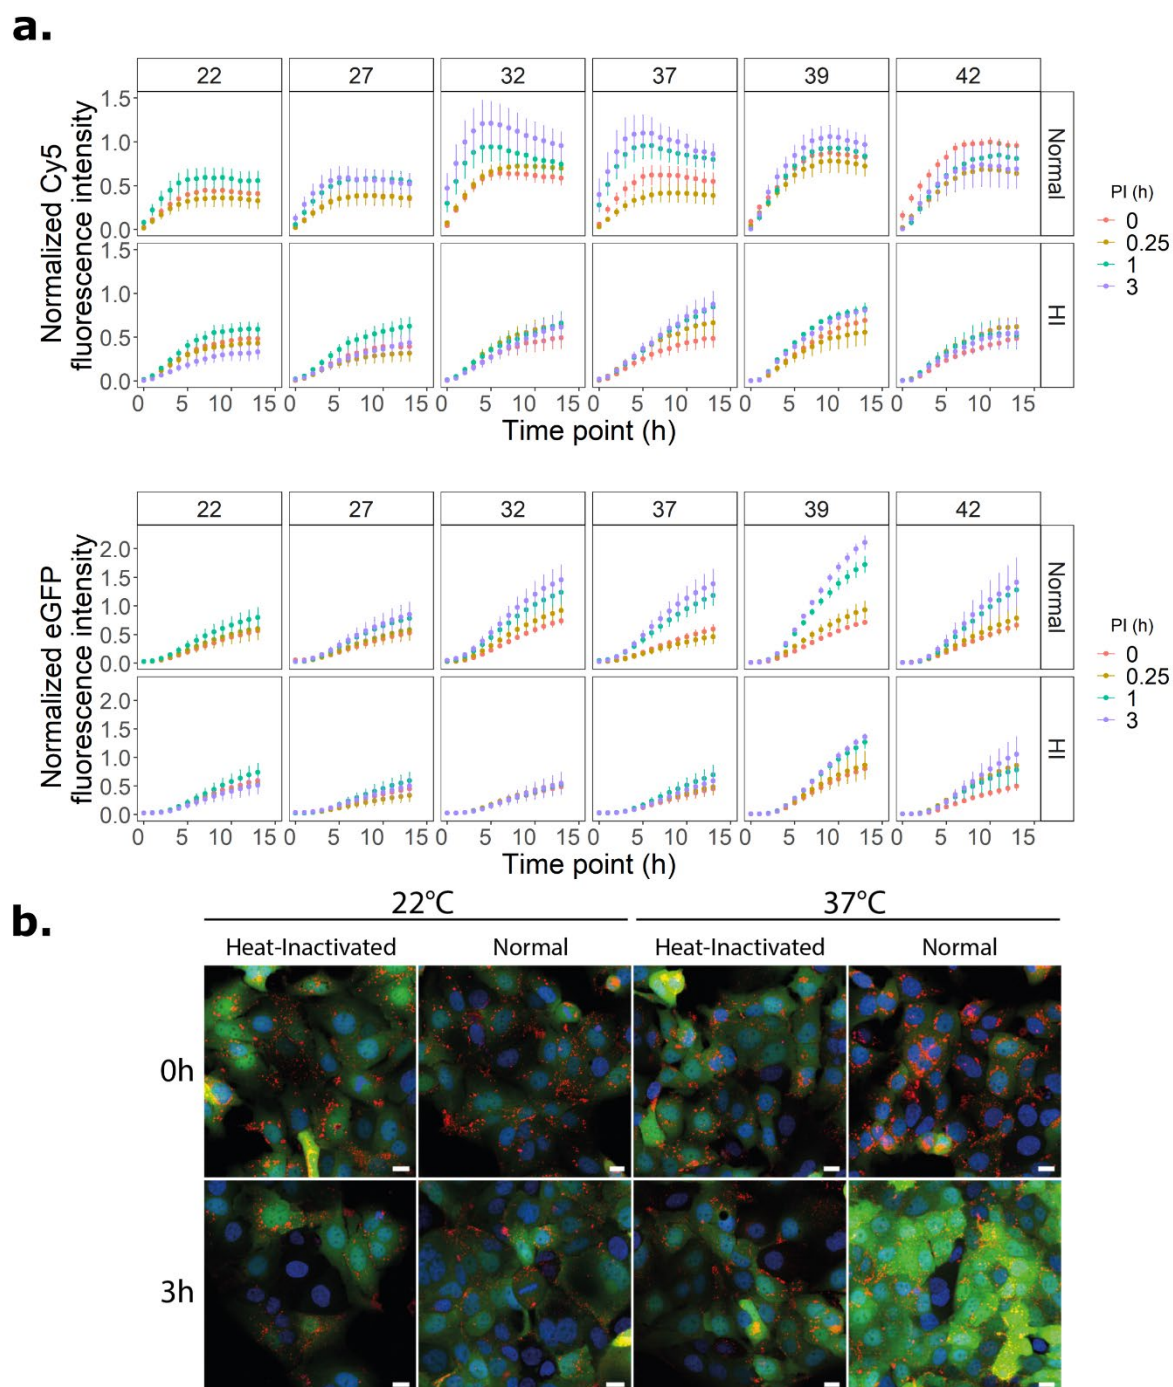 a.
22 27 32 37 39 42
Normalized Cy5
fluorescence intensity
1.5
1.0
0.5
0.0
Normal
1.5
1.0
0.5
0.0
HI
0 5 10 15 0 5 10 15 0 5 10 15 0 5 10 15 0 5 10 15 0 5 10 15
Time point (h)
PI (h)
0
0.25
1
3
22 27 32 37 39 42
Normalized eGFP
fluorescence intensity
2.0
1.5
1.0
0.5
0.0
Normal
2.0
1.5
1.0
0.5
0.0
HI
0 5 10 15 0 5 10 15 0 5 10 15 0 5 10 15 0 5 10 15 0 5 10 15
Time point (h)
PI (h)
0
0.25
1
3
b.
22°C 37°C
Heat-Inactivated Normal Heat-Inactivated Normal
0h
3h